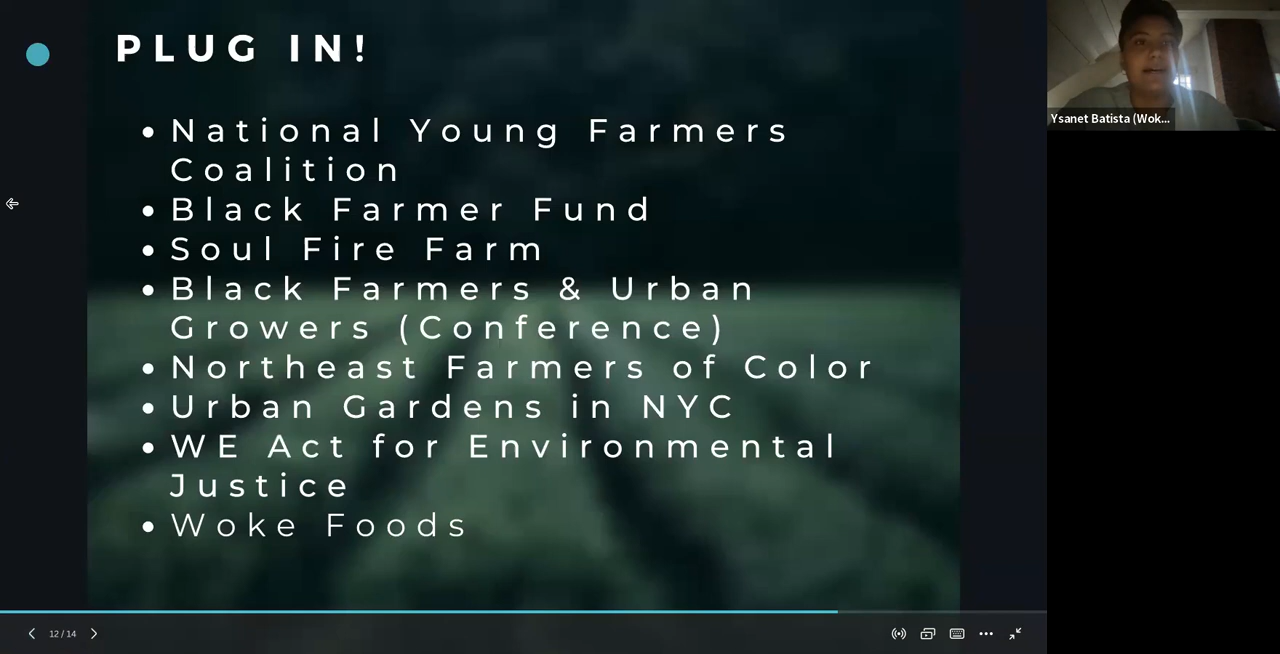 PLUG IN!
National Young Farmers
Coalition
Black Farmer Fund
Soul Fire Farm
Black Farmers & Urban
Growers (Conference)
Northeast Farmers of Color
Urban Gardens in NYC
WE Act for Environmental
Justice
Woke Foods
Ysanet Batista (Wok...
12 / 14